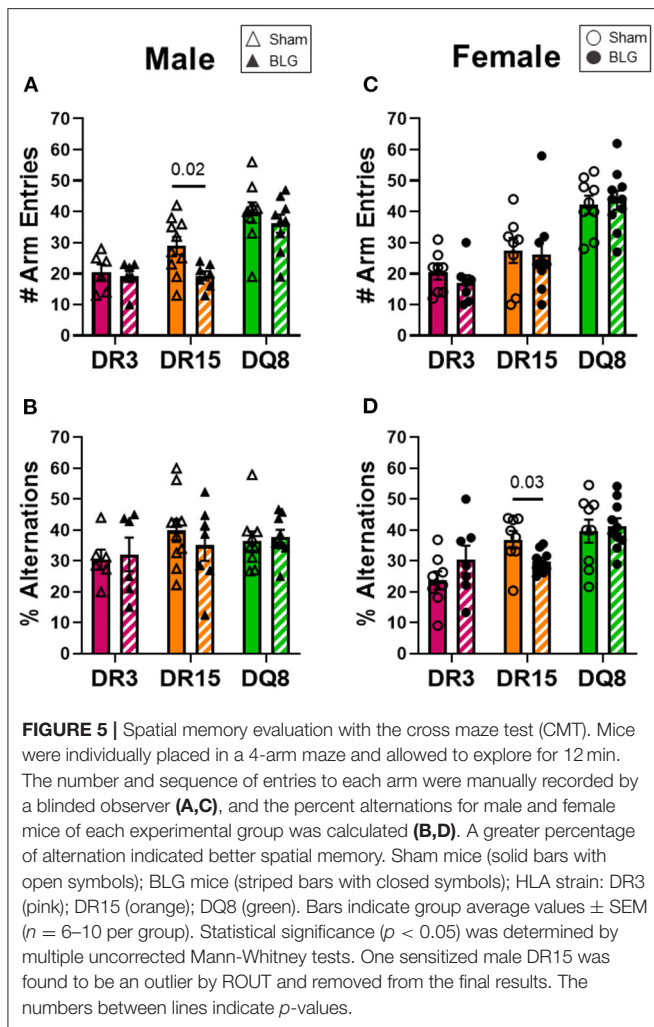 Male
△ Sham
▲ BLG
Female
○ Sham
● BLG
A
# Arm Entries
70
60
50
40
30
20
10
0
0.02
DR3 DR15 DQ8
C
# Arm Entries
70
60
50
40
30
20
10
0
DR3 DR15 DQ8
B
% Alternations
70
60
50
40
30
20
10
0
DR3 DR15 DQ8
D
% Alternations
70
60
50
40
30
20
10
0
0.03
DR3 DR15 DQ8
FIGURE 5 | Spatial memory evaluation with the cross maze test (CMT). Mice
were individually placed in a 4-arm maze and allowed to explore for 12 min.
The number and sequence of entries to each arm were manually recorded by
a blinded observer (A,C), and the percent alternations for male and female
mice of each experimental group was calculated (B,D). A greater percentage
of alternation indicated better spatial memory. Sham mice (solid bars with
open symbols); BLG mice (striped bars with closed symbols); HLA strain: DR3
(pink); DR15 (orange); DQ8 (green). Bars indicate group average values ± SEM
(n = 6–10 per group). Statistical significance (p < 0.05) was determined by
multiple uncorrected Mann-Whitney tests. One sensitized male DR15 was
found to be an outlier by ROUT and removed from the final results. The
numbers between lines indicate p-values.